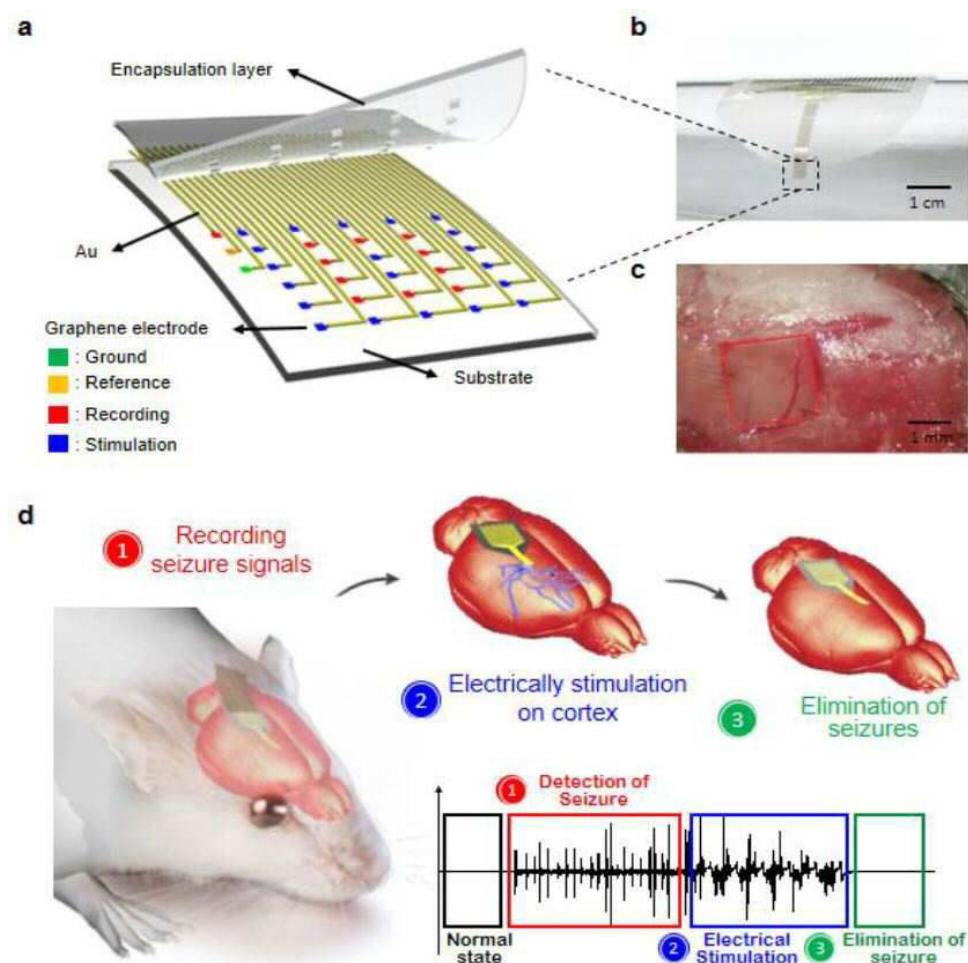 a
Encapsulation layer
Au
Graphene electrode
: Ground
: Reference
: Recording
: Stimulation
Substrate
b
1 cm
c
1 mm
d
1
Recording
seizure signals
2
Electrically stimulation
on cortex
3
Elimination of
seizures
1
Detection of
Seizure
Normal
state
2
Electrical
Stimulation
3
Elimination of
seizure